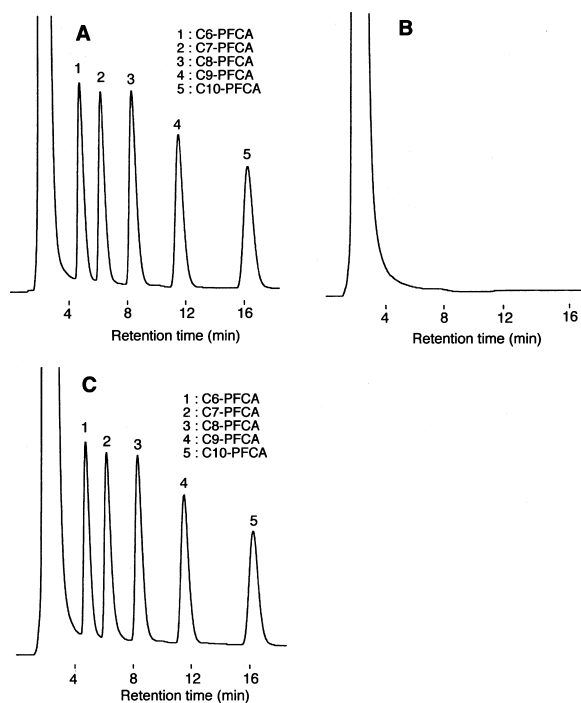 A
1 : C6-PFCA
2 : C7-PFCA
3 : C8-PFCA
4 : C9-PFCA
5 : C10-PFCA
1
2
3
4
5
4 8 12 16
Retention time (min)
B
4 8 12 16
Retention time (min)
C
1 : C6-PFCA
2 : C7-PFCA
3 : C8-PFCA
4 : C9-PFCA
5 : C10-PFCA
1
2
3
4
5
4 8 12 16
Retention time (min)